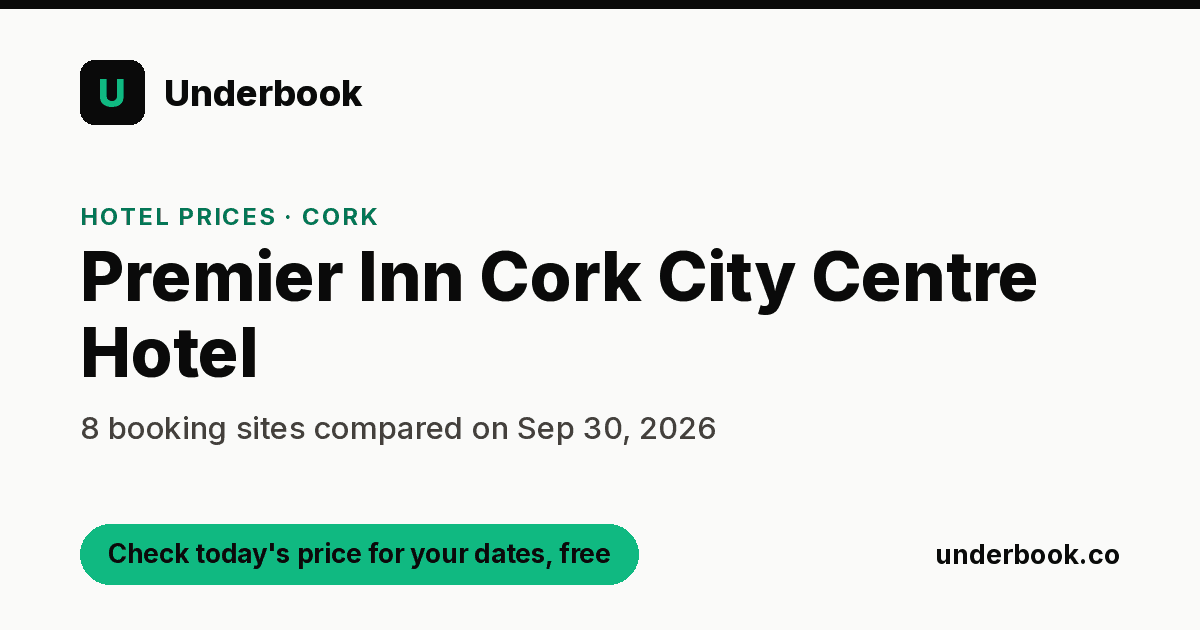 U
Underbook
HOTEL PRICES · CORK
Premier Inn Cork City Centre
Hotel
8 booking sites compared on Sep 30, 2026
Check today's price for your dates, free
underbook.co